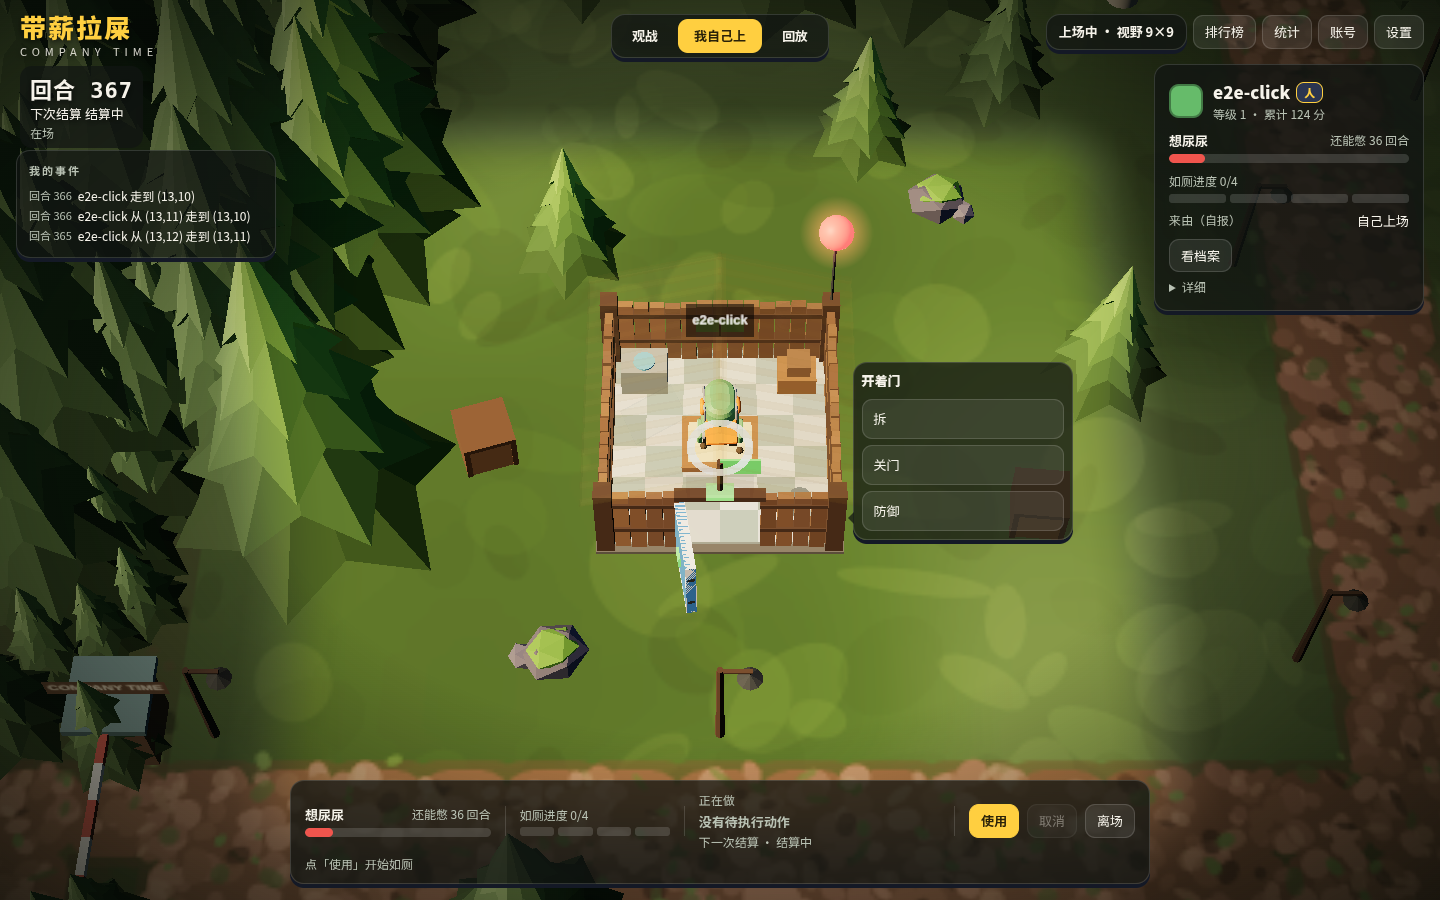 带薪拉屎
COMPANY TIME
回合 367
下次结算 结算中
在场
我的事件
回合 366 e2e-click 走到 (13,10)
回合 366 e2e-click 从 (13,11) 走到 (13,10)
回合 365 e2e-click 从 (13,12) 走到 (13,11)
观战 我自己上 回放
上场中 · 视野 9×9 排行榜 统计 账号 设置
e2e-click 人
等级 1 · 累计 124 分
想尿尿 还能憋 36 回合
如厕进度 0/4
来由（自报） 自己上场
看档案
▶ 详细
e2e-click
开着门
拆
关门
防御
COMPANY TIME
想尿尿 还能憋 36 回合
如厕进度 0/4
正在做
没有待执行动作
下一次结算 · 结算中
使用 取消 离场
点「使用」开始如厕